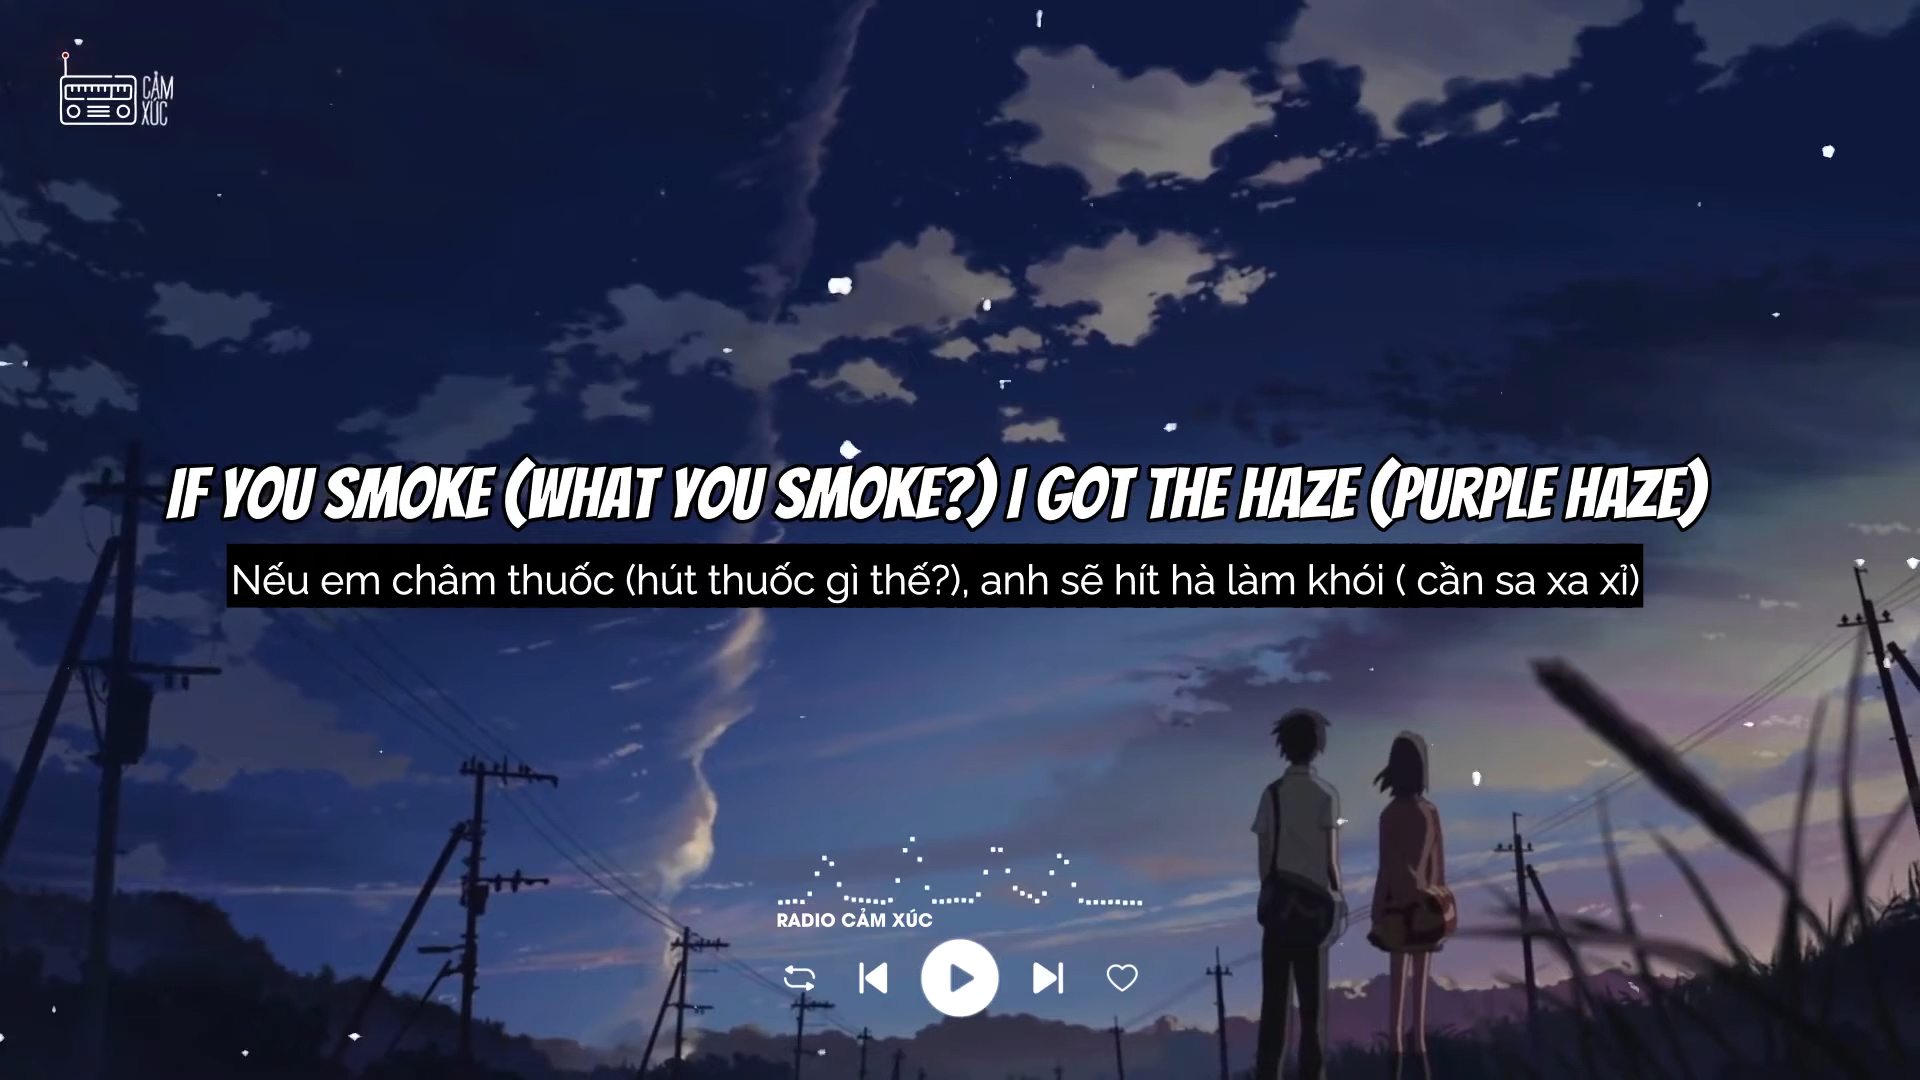 CẢM
XÚC
IF YOU SMOKE (WHAT YOU SMOKE?) I GOT THE HAZE (PURPLE HAZE)
Nếu em châm thuốc (hút thuốc gì thế?), anh sẽ hít hà làm khói ( cần sa xa xỉ)
RADIO CẢM XÚC